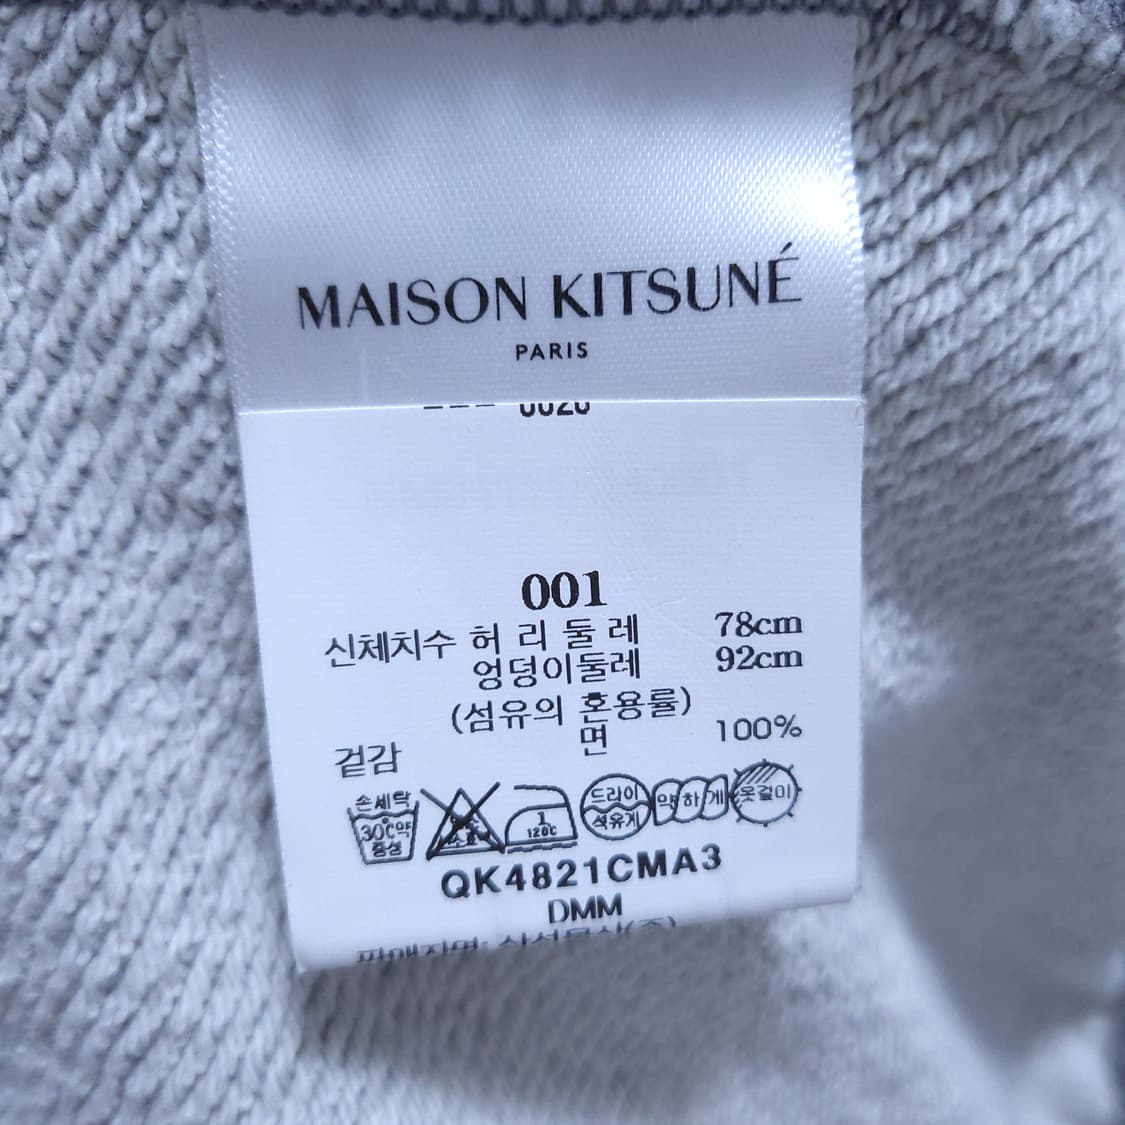 MAISON KITSUNÉ
PARIS
001
신체치수 허 리 둘 레 78cm
엉덩이둘레 92cm
(섬유의 혼용률)
겉감 면 100%
손세탁 30℃약 중성
1 120℃
드라이 석유계
약하게
옷걸이
QK4821CMA3
DMM